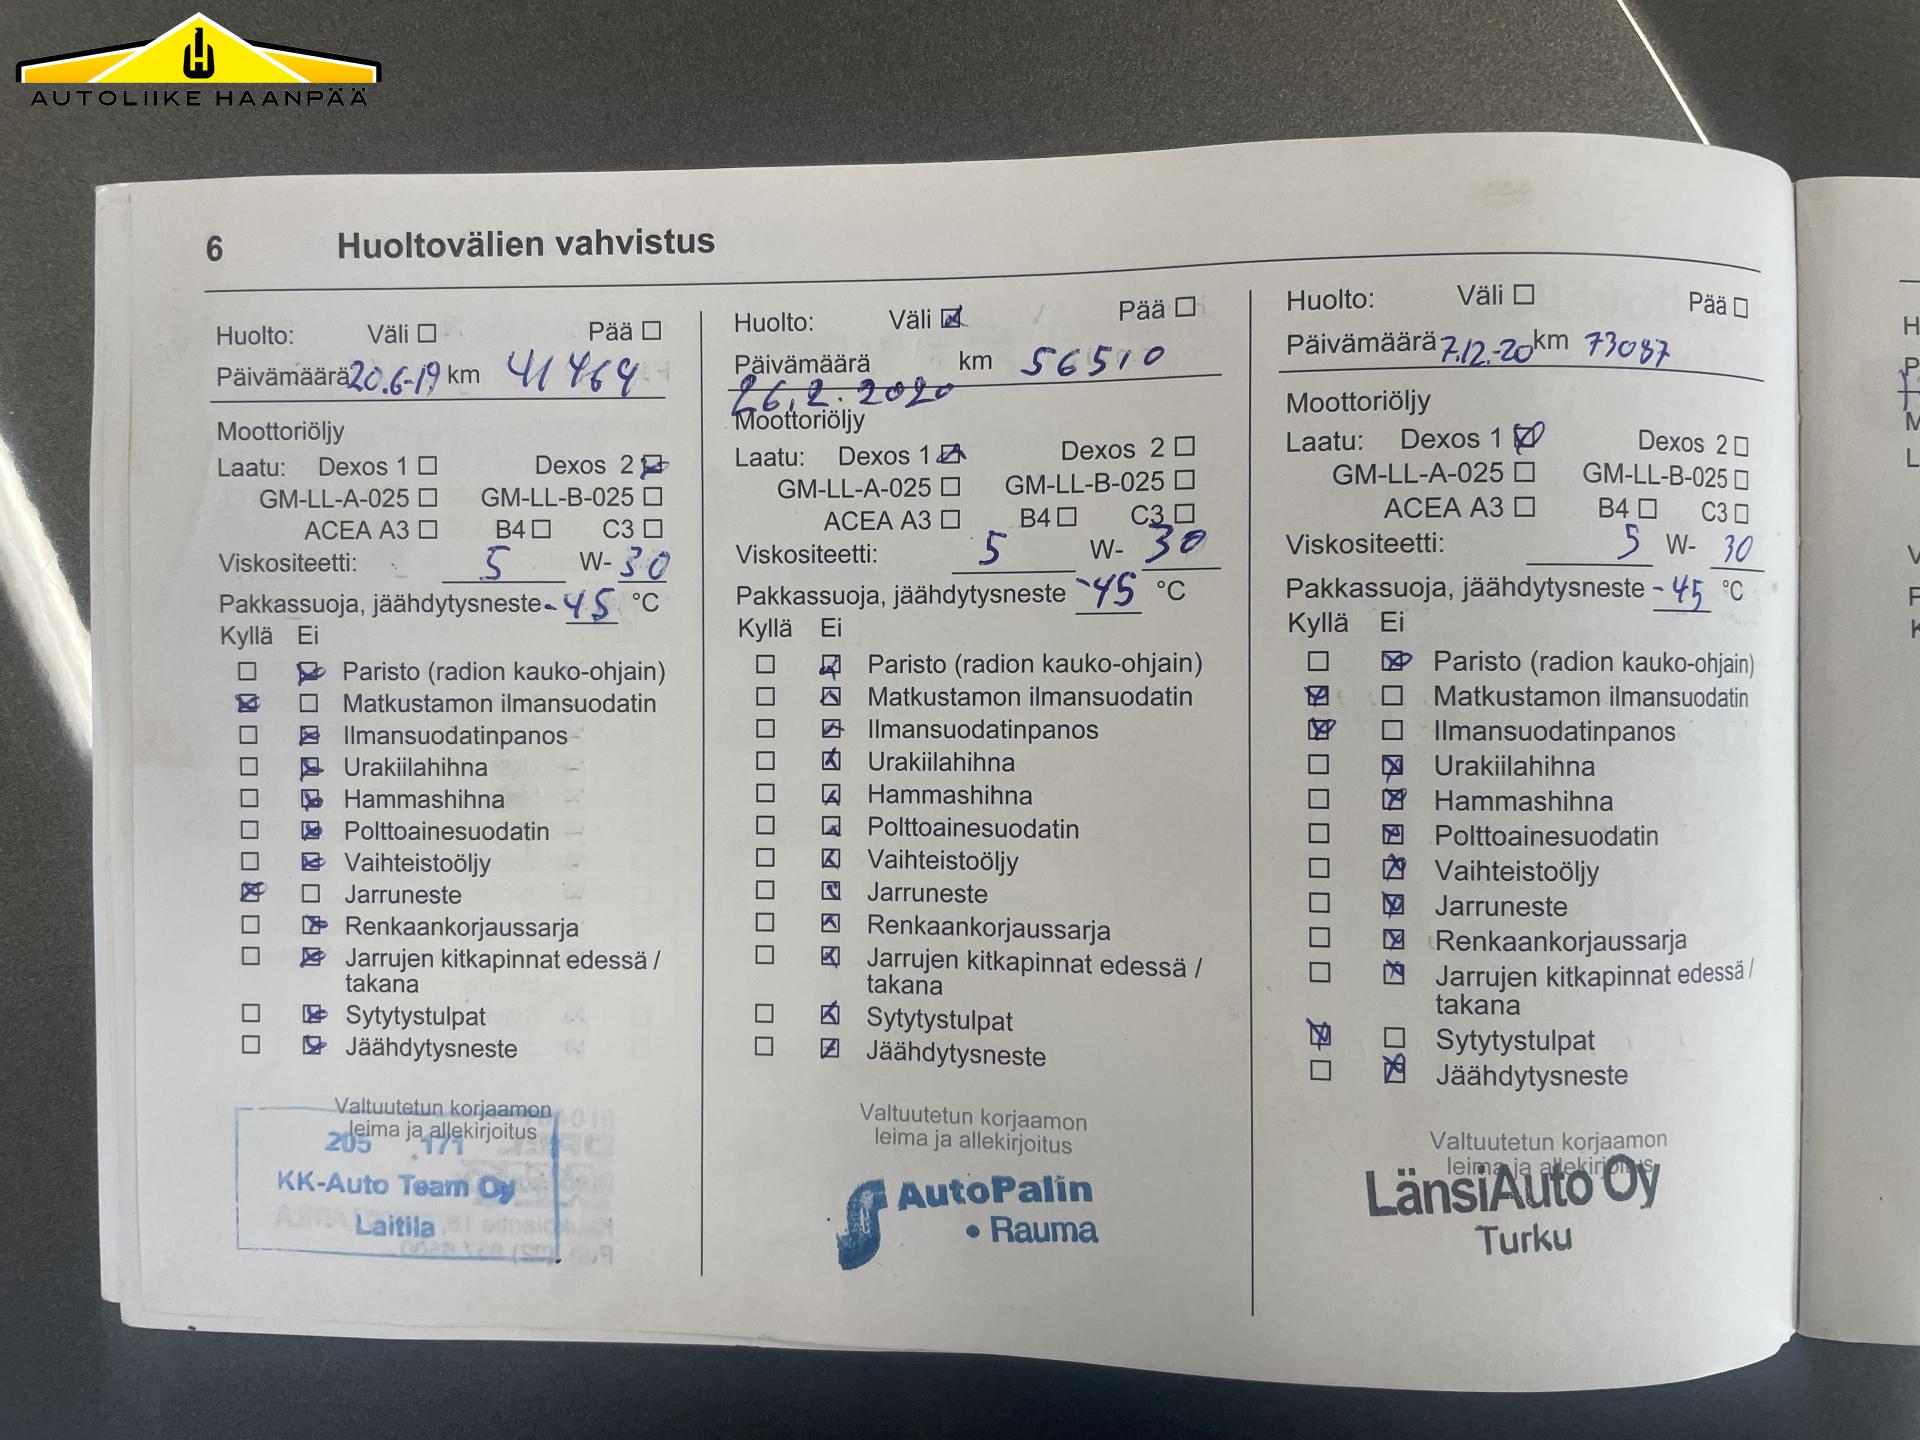 AUTOLIIKE HAANPÄÄ
6 Huoltovälien vahvistus
Huolto: Väli ☐ Pää ☐
Päivämäärä 20.6-19 km 41464
Moottoriöljy
Laatu: Dexos 1 ☐ Dexos 2 ☒
GM-LL-A-025 ☐ GM-LL-B-025 ☐
ACEA A3 ☐ B4 ☐ C3 ☐
Viskositeetti: 5 W- 30
Pakkassuoja, jäähdytysneste -45 °C
Kyllä Ei
☐ ☒ Paristo (radion kauko-ohjain)
☒ ☐ Matkustamon ilmansuodatin
☐ ☒ Ilmansuodatinpanos
☐ ☒ Urakiilahihna
☐ ☒ Hammashihna
☐ ☒ Polttoainesuodatin
☐ ☒ Vaihteistoöljy
☒ ☐ Jarruneste
☐ ☒ Renkaankorjaussarja
☐ ☒ Jarrujen kitkapinnat edessä /
takana
☐ ☒ Sytytystulpat
☐ ☒ Jäähdytysneste
Valtuutetun korjaamon
leima ja allekirjoitus
205 171
KK-Auto Team Oy
Laitila
Huolto: Väli ☒ Pää ☐
Päivämäärä km 56510
26.2.2020
Moottoriöljy
Laatu: Dexos 1 ☒ Dexos 2 ☐
GM-LL-A-025 ☐ GM-LL-B-025 ☐
ACEA A3 ☐ B4 ☐ C3 ☐
Viskositeetti: 5 W- 30
Pakkassuoja, jäähdytysneste -45 °C
Kyllä Ei
☐ ☒ Paristo (radion kauko-ohjain)
☐ ☒ Matkustamon ilmansuodatin
☐ ☒ Ilmansuodatinpanos
☐ ☒ Urakiilahihna
☐ ☒ Hammashihna
☐ ☒ Polttoainesuodatin
☐ ☒ Vaihteistoöljy
☐ ☒ Jarruneste
☐ ☒ Renkaankorjaussarja
☐ ☒ Jarrujen kitkapinnat edessä /
takana
☐ ☒ Sytytystulpat
☐ ☒ Jäähdytysneste
Valtuutetun korjaamon
leima ja allekirjoitus
AutoPalin
• Rauma
Huolto: Väli ☐ Pää ☐
Päivämäärä 7.12.-20 km 73087
Moottoriöljy
Laatu: Dexos 1 ☒ Dexos 2 ☐
GM-LL-A-025 ☐ GM-LL-B-025 ☐
ACEA A3 ☐ B4 ☐ C3 ☐
Viskositeetti: 5 W- 30
Pakkassuoja, jäähdytysneste -45 °C
Kyllä Ei
☐ ☒ Paristo (radion kauko-ohjain)
☒ ☐ Matkustamon ilmansuodatin
☒ ☐ Ilmansuodatinpanos
☐ ☒ Urakiilahihna
☐ ☒ Hammashihna
☐ ☒ Polttoainesuodatin
☐ ☒ Vaihteistoöljy
☐ ☒ Jarruneste
☐ ☒ Renkaankorjaussarja
☐ ☒ Jarrujen kitkapinnat edessä /
takana
☒ ☐ Sytytystulpat
☐ ☒ Jäähdytysneste
Valtuutetun korjaamon
leima ja allekirjoitus
LänsiAuto Oy
Turku